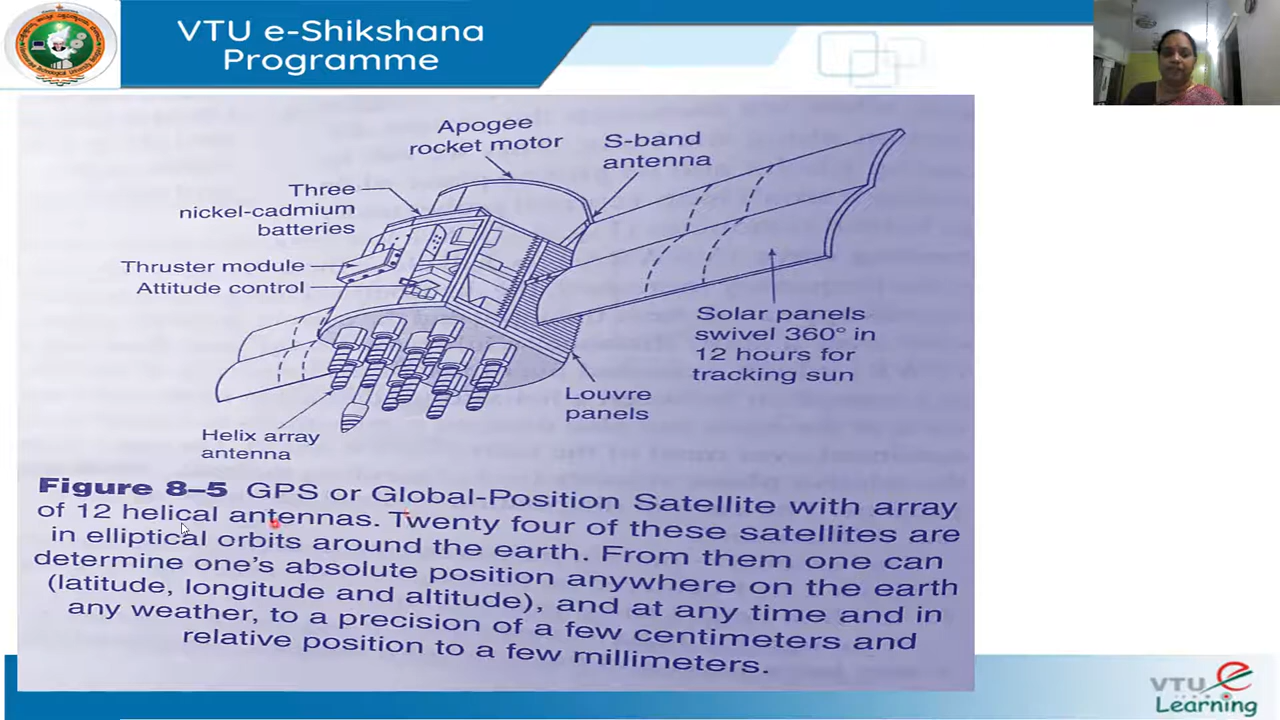 VTU e-Shikshana
Programme
Apogee
rocket motor
S-band
antenna
Three
nickel-cadmium
batteries
Thruster module
Attitude control
Solar panels
swivel 360° in
12 hours for
tracking sun
Louvre
panels
Helix array
antenna
Figure 8–5 GPS or Global-Position Satellite with array
of 12 helical antennas. Twenty four of these satellites are
in elliptical orbits around the earth. From them one can
determine one's absolute position anywhere on the earth
(latitude, longitude and altitude), and at any time and in
any weather, to a precision of a few centimeters and
relative position to a few millimeters.
VTU e
Learning